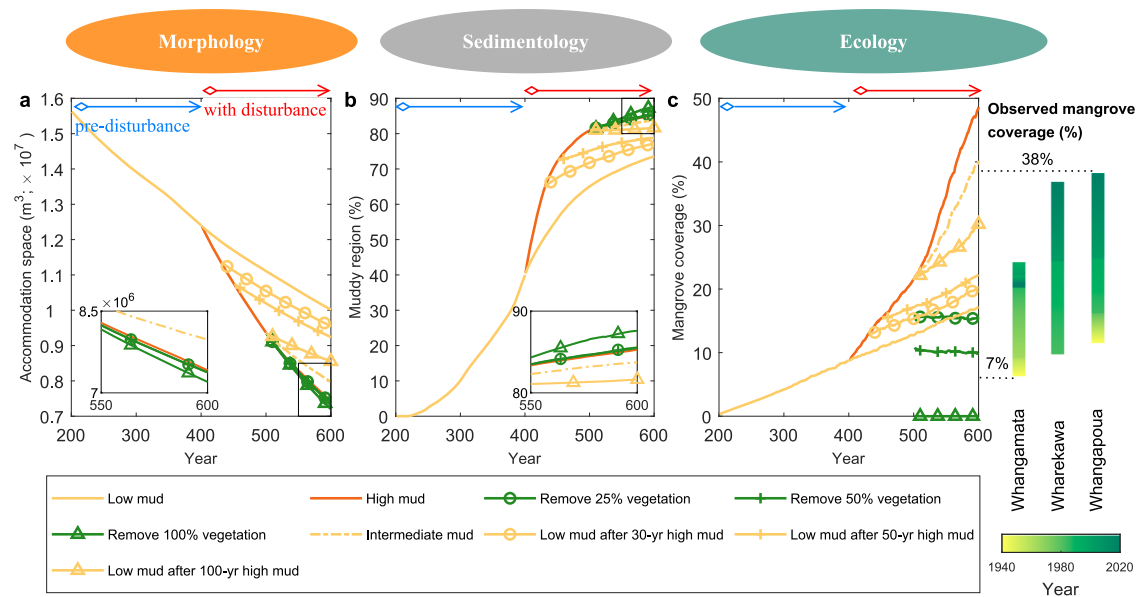 Morphology
Sedimentology
Ecology
a
with disturbance
pre-disturbance
Accommodation space (m³; × 10⁷)
1.6
1.5
1.4
1.3
1.2
1.1
1
0.9
0.8
0.7
200 300 400 500 600
Year
×10⁶
8.5
7
550 600
b
Muddy region (%)
90
80
70
60
50
40
30
20
10
0
200 300 400 500 600
Year
90
80
550 600
c
Mangrove coverage (%)
50
40
30
20
10
0
200 300 400 500 600
Year
Observed mangrove
coverage (%)
38%
7%
Whangamata
Wharekawa
Whangapoua
1940 1980 2020
Year
Low mud
High mud
Remove 25% vegetation
Remove 50% vegetation
Remove 100% vegetation
Intermediate mud
Low mud after 30-yr high mud
Low mud after 50-yr high mud
Low mud after 100-yr high mud